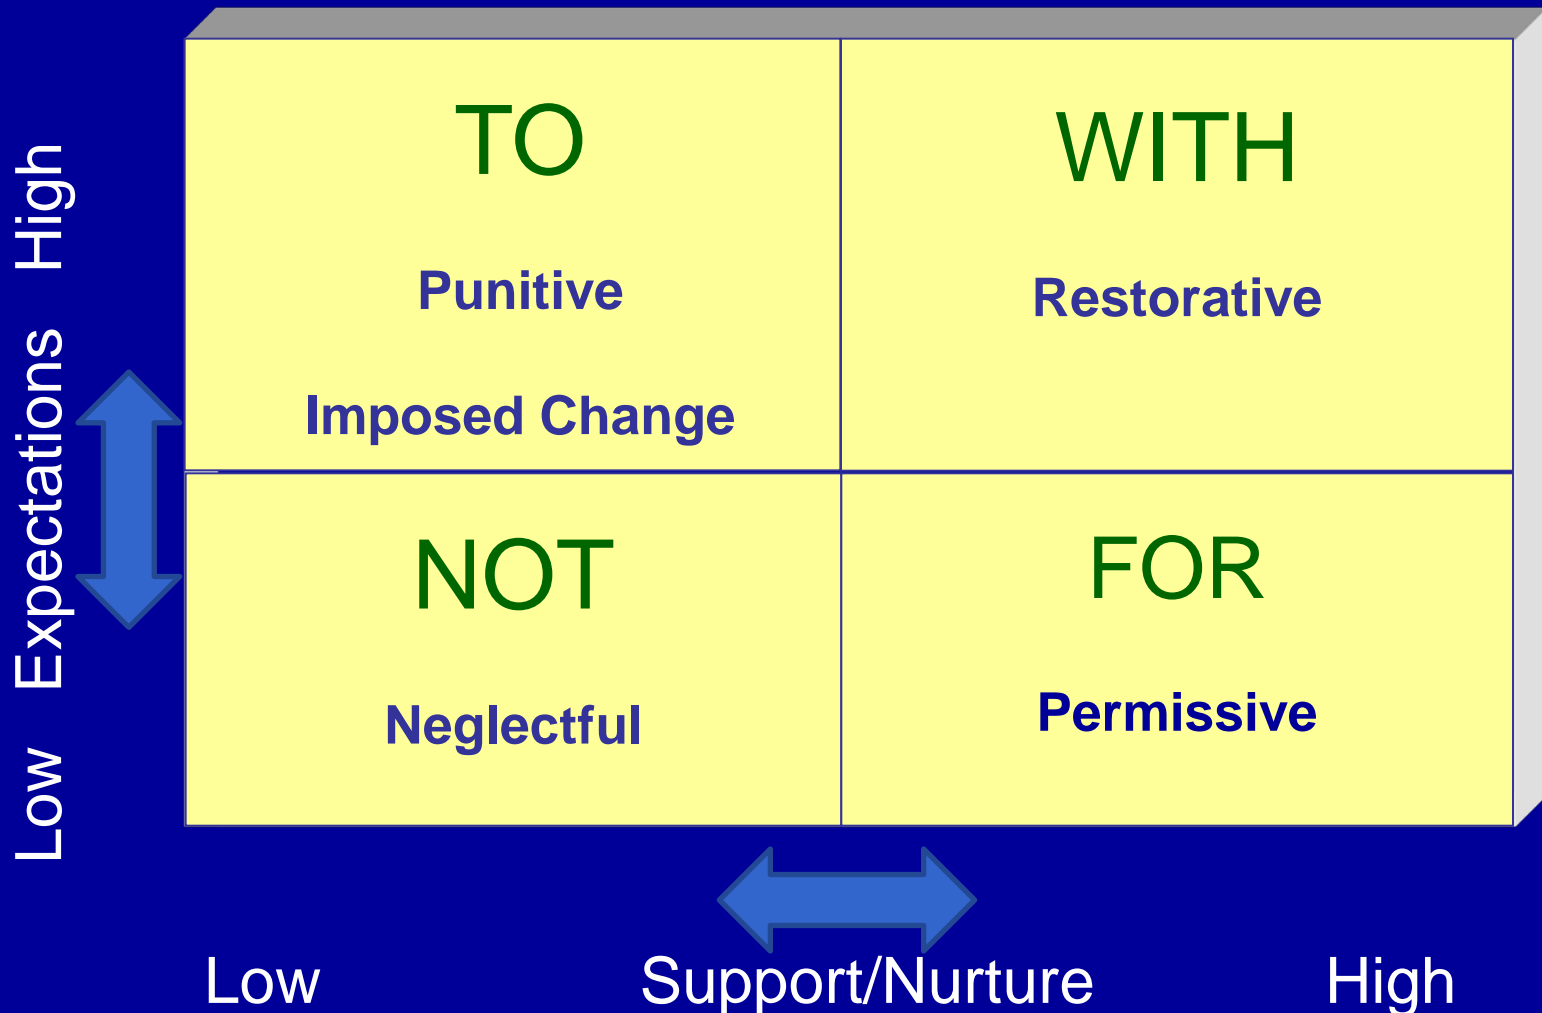 High
Expectations
Low
TO
Punitive
Imposed Change
WITH
Restorative
NOT
Neglectful
FOR
Permissive
Low Support/Nurture High